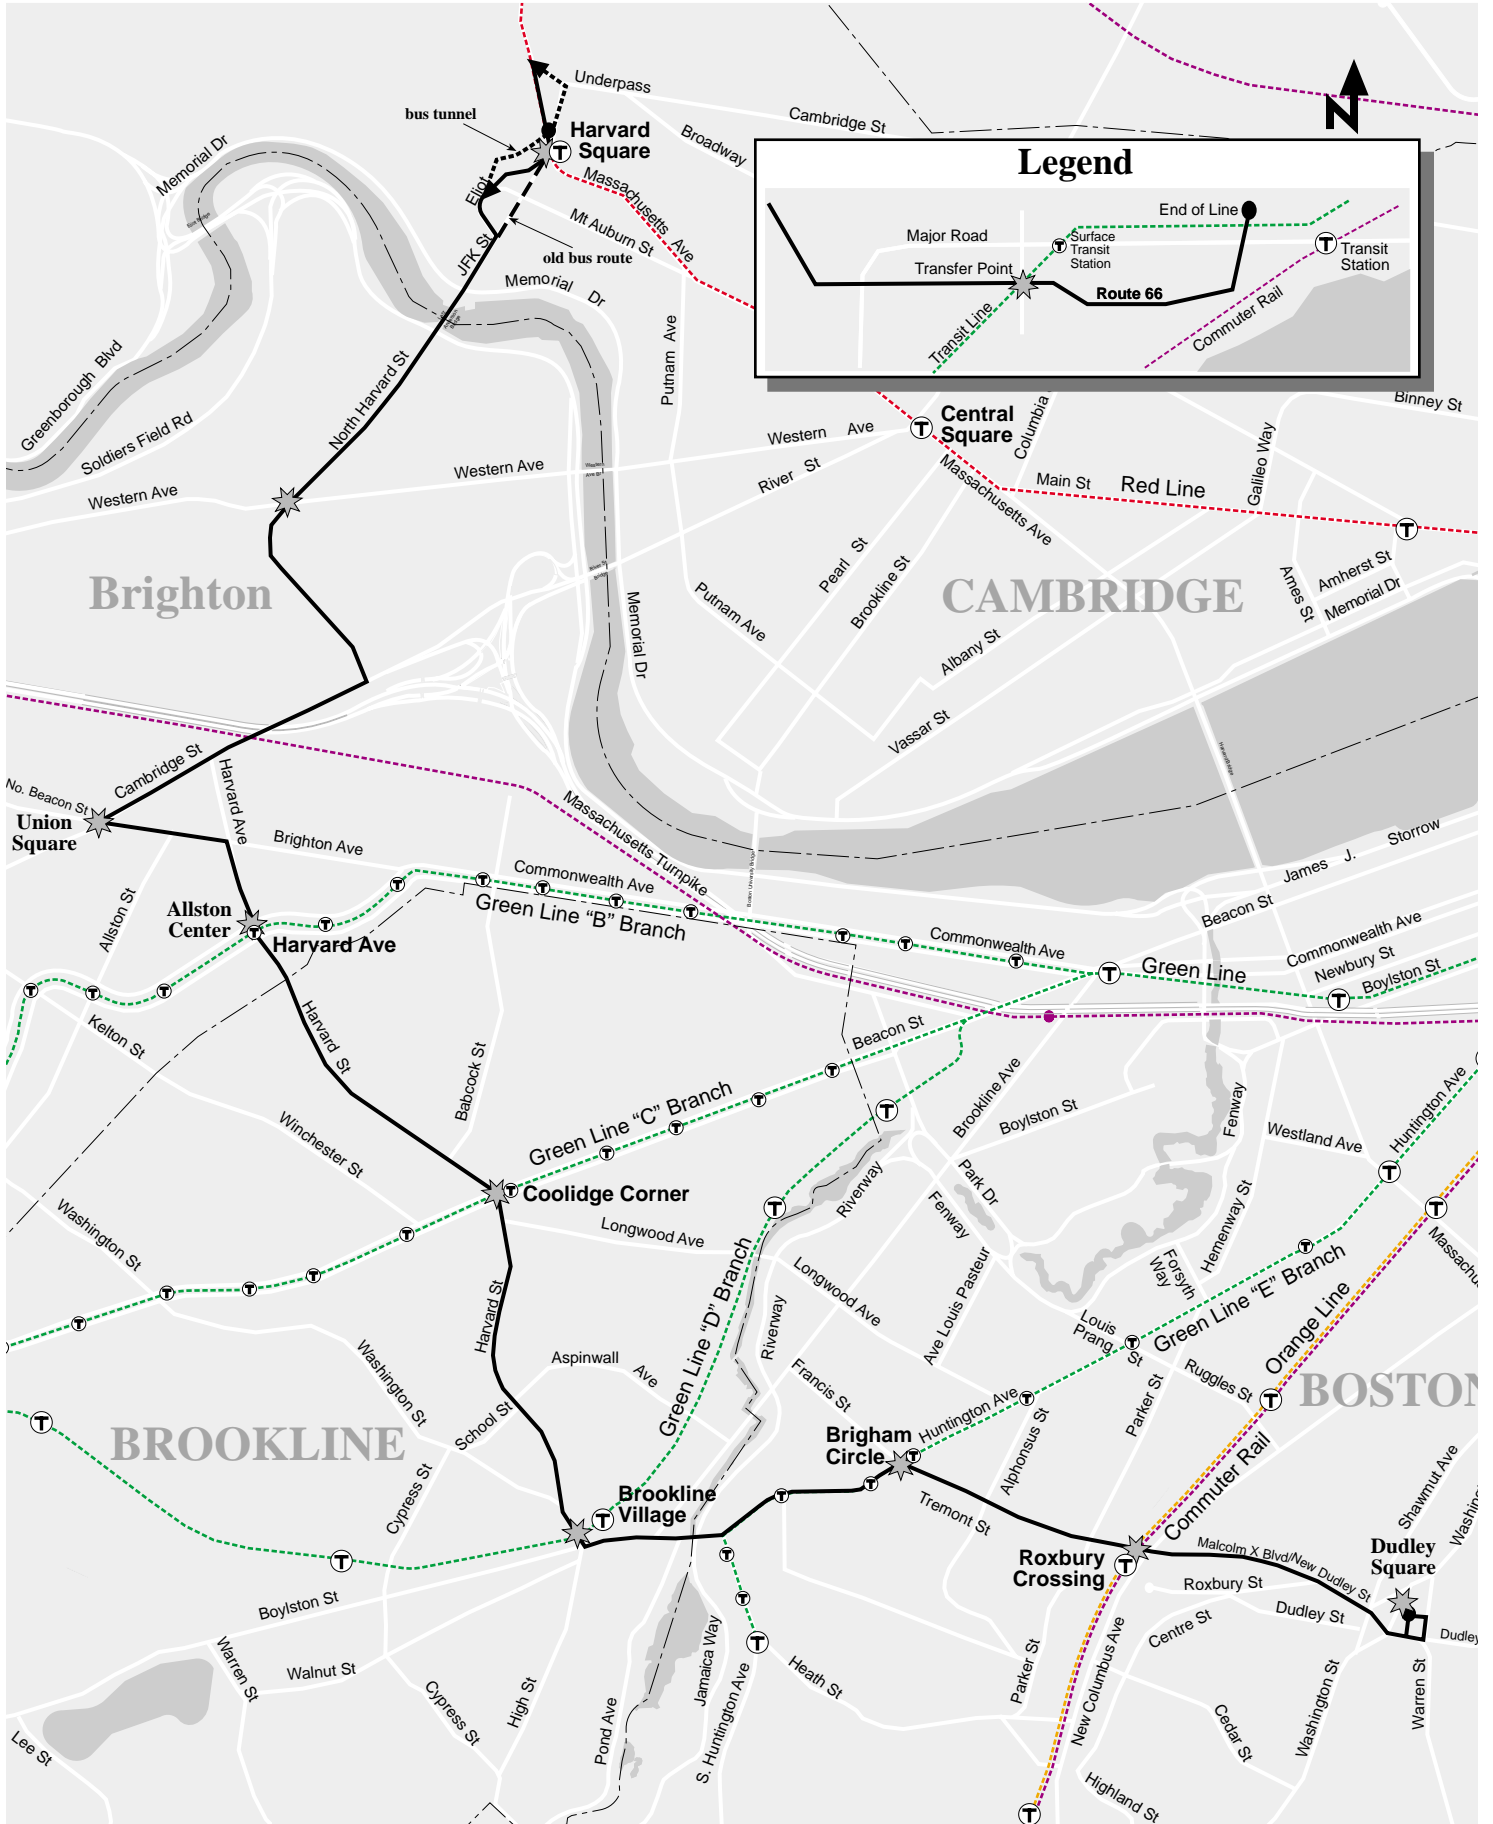 Underpass
bus tunnel
Harvard
Square
Cambridge St
Broadway
Memorial Dr
Eliot
Massachusetts Ave
Mt Auburn St
JFK St
old bus route
Memorial Dr
N
Legend
End of Line
Major Road
Surface
Transit
Station
Transit
Station
Transfer Point
Route 66
Transit Line
Commuter Rail
Putnam Ave
Greenborough Blvd
Soldiers Field Rd
North Harvard St
Western Ave
Western Ave
Western Ave
River St
Central
Square
Columbia
Binney St
Galileo Way
Main St
Red Line
Massachusetts Ave
Brighton
CAMBRIDGE
Pearl St
Brookline St
Putnam Ave
Memorial Dr
Albany St
Vassar St
Ames St
Amherst St
Memorial Dr
Cambridge St
No. Beacon St
Union
Square
Harvard Ave
Brighton Ave
Massachusetts Turnpike
Harvard Bridge
Boston University Bridge
James J. Storrow
Commonwealth Ave
Green Line “B” Branch
Allston St
Allston
Center
Harvard Ave
Beacon St
Commonwealth Ave
Commonwealth Ave
Newbury St
Boylston St
Green Line
Kelton St
Harvard St
Babcock St
Beacon St
Green Line “C” Branch
Brookline Ave
Boylston St
Fenway
Westland Ave
Huntington Ave
Winchester St
Coolidge Corner
Longwood Ave
Riverway
Park Dr
Fenway
Hemenway St
Washington St
Green Line “D” Branch
Longwood Ave
Ave Louis Pasteur
Forsyth
Way
Massachu
Harvard St
Riverway
Louis
Prang St
Green Line “E” Branch
Orange Line
Washington St
Aspinwall Ave
Francis St
Ruggles St
BOSTON
School St
Huntington Ave
Parker St
BROOKLINE
Brigham
Circle
Alphonsus St
Commuter Rail
Shawmut Ave
Cypress St
Brookline
Village
Tremont St
Washing
Roxbury
Crossing
Malcolm X Blvd/New Dudley St
Dudley
Square
Roxbury St
Dudley St
Dudley
Boylston St
Centre St
Warren St
Walnut St
Jamaica Way
Heath St
Parker St
New Columbus Ave
Washington St
Warren St
Cypress St
High St
Pond Ave
S. Huntington Ave
Cedar St
Lee St
Highland St